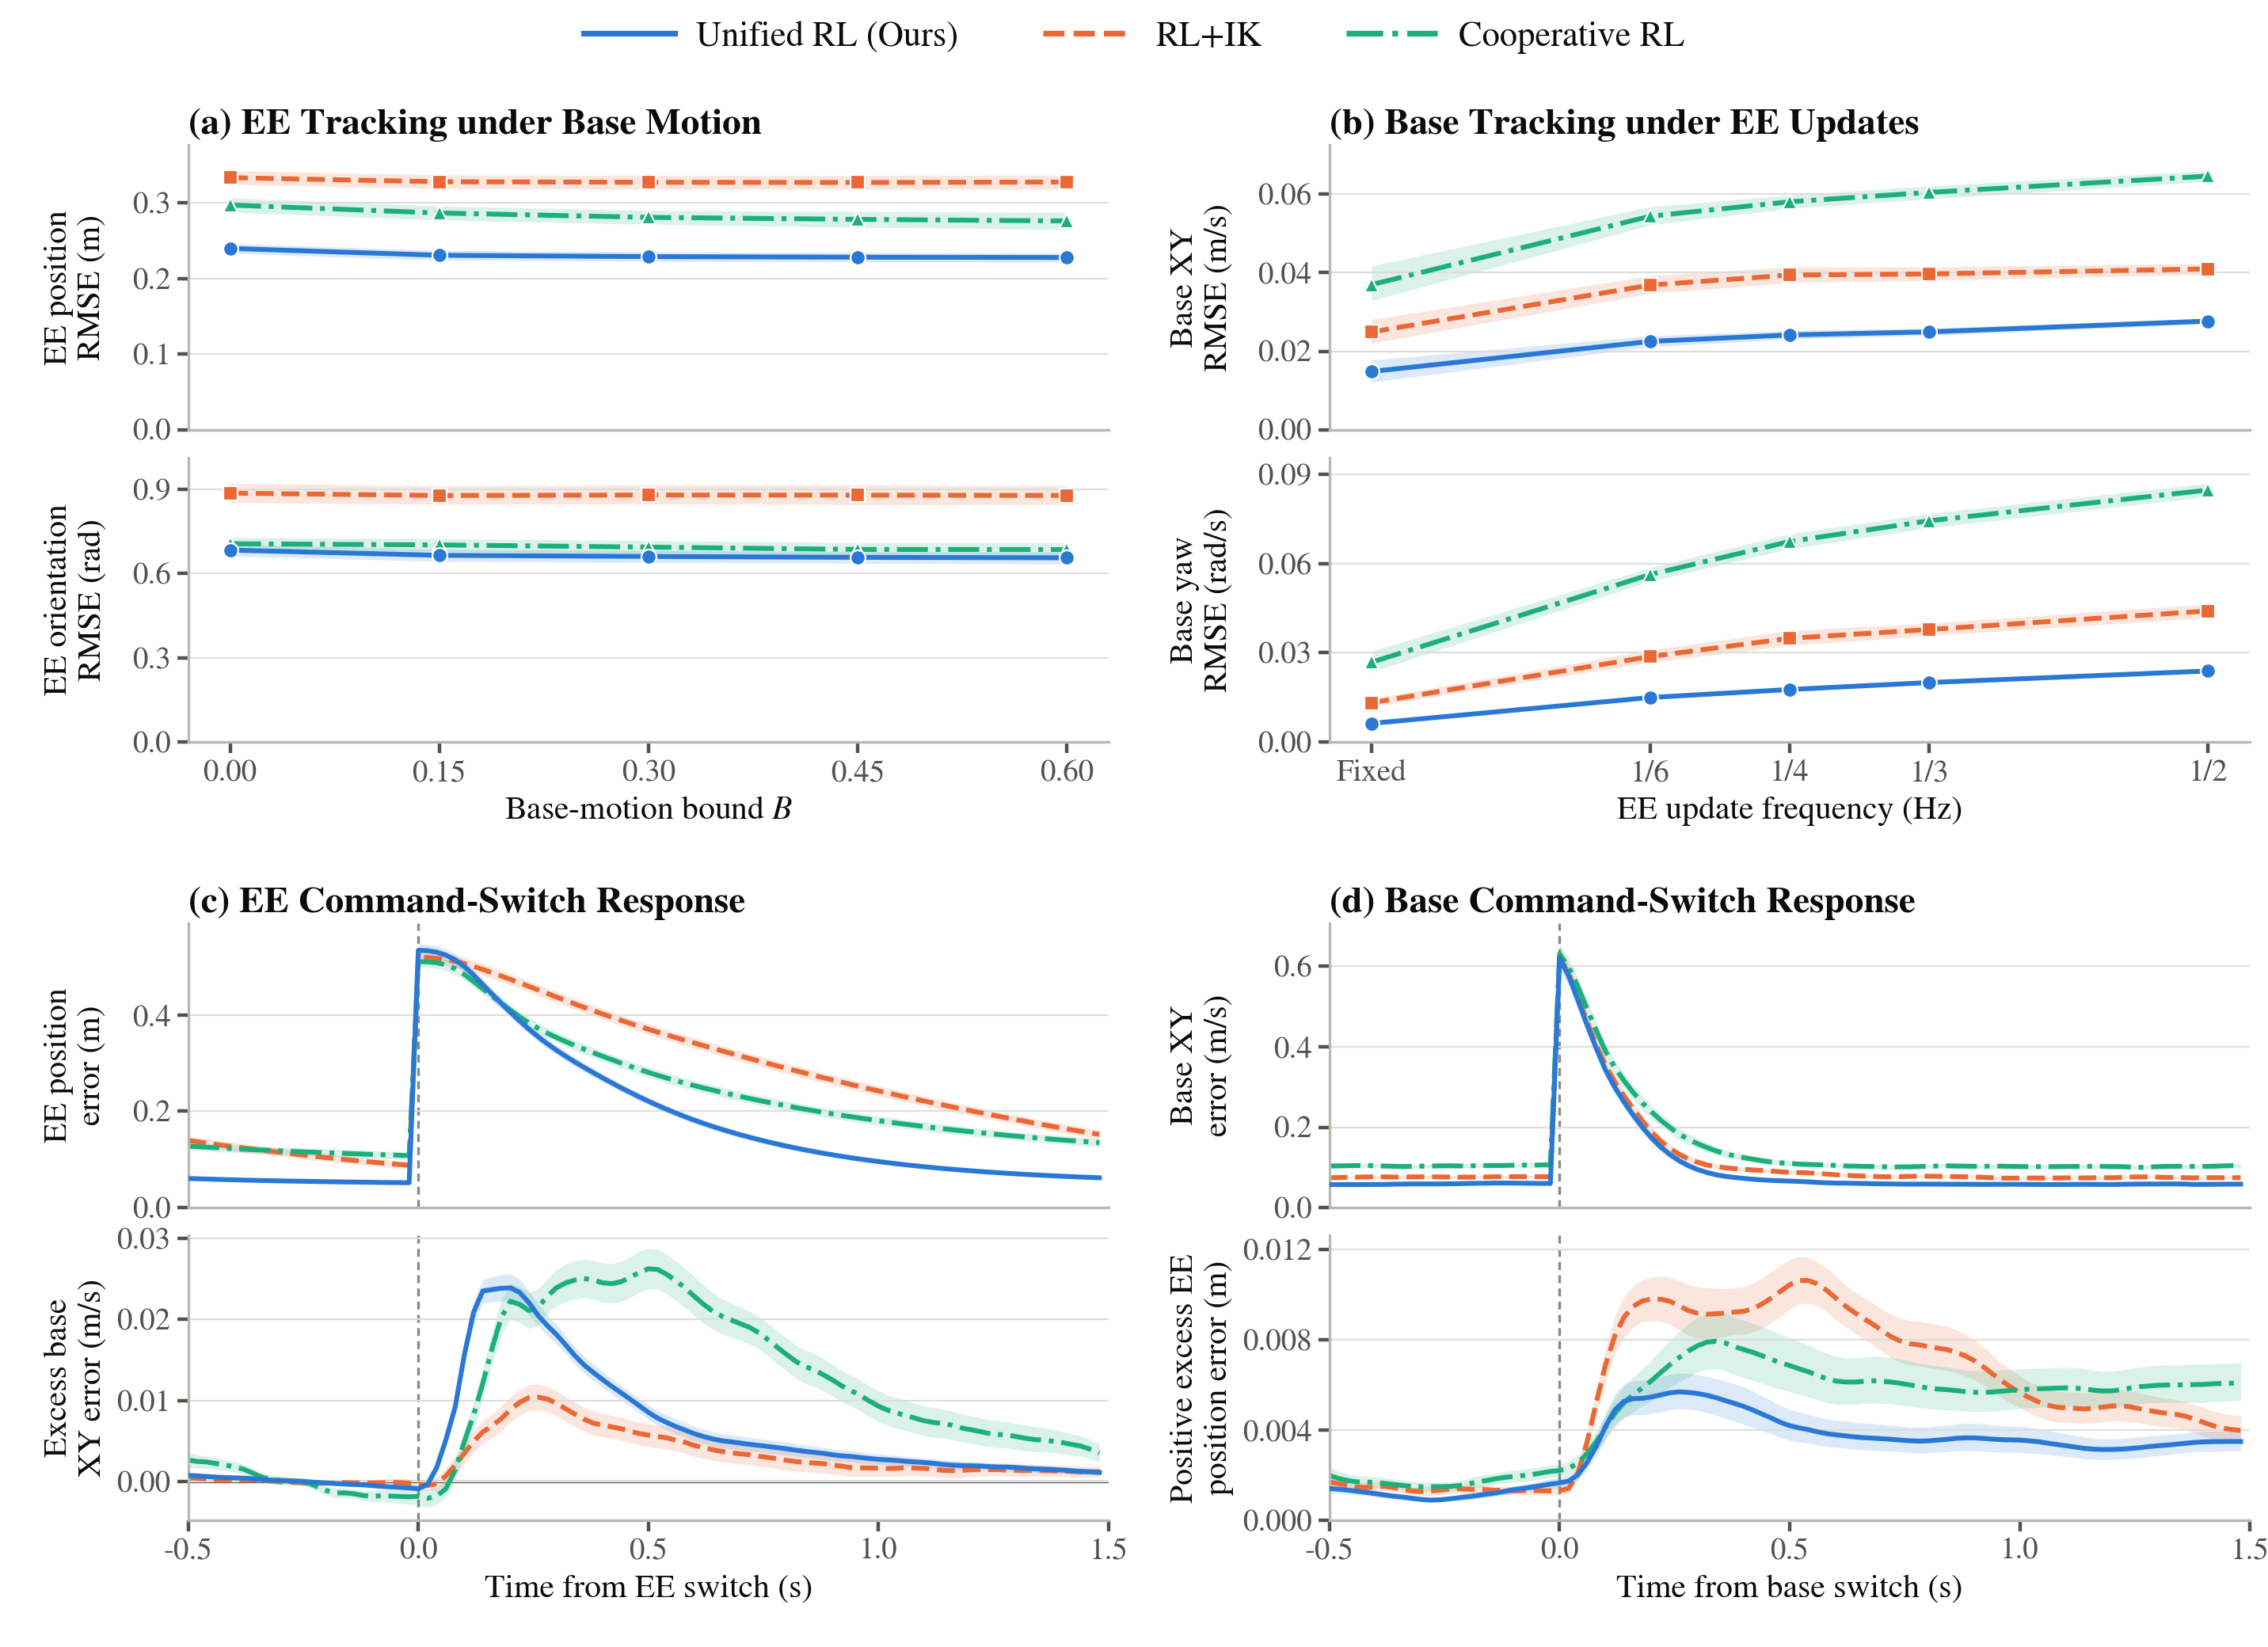 Unified RL (Ours)
RL+IK
Cooperative RL
(a) EE Tracking under Base Motion
EE position
RMSE (m)
0.3
0.2
0.1
0.0
EE orientation
RMSE (rad)
0.9
0.6
0.3
0.0
0.00
0.15
0.30
0.45
0.60
Base-motion bound B
(b) Base Tracking under EE Updates
Base XY
RMSE (m/s)
0.06
0.04
0.02
0.00
Base yaw
RMSE (rad/s)
0.09
0.06
0.03
0.00
Fixed
1/6
1/4
1/3
1/2
EE update frequency (Hz)
(c) EE Command-Switch Response
EE position
error (m)
0.4
0.2
0.0
Excess base
XY error (m/s)
0.03
0.02
0.01
0.00
-0.5
0.0
0.5
1.0
1.5
Time from EE switch (s)
(d) Base Command-Switch Response
Base XY
error (m/s)
0.6
0.4
0.2
0.0
Positive excess EE
position error (m)
0.012
0.008
0.004
0.000
-0.5
0.0
0.5
1.0
1.5
Time from base switch (s)